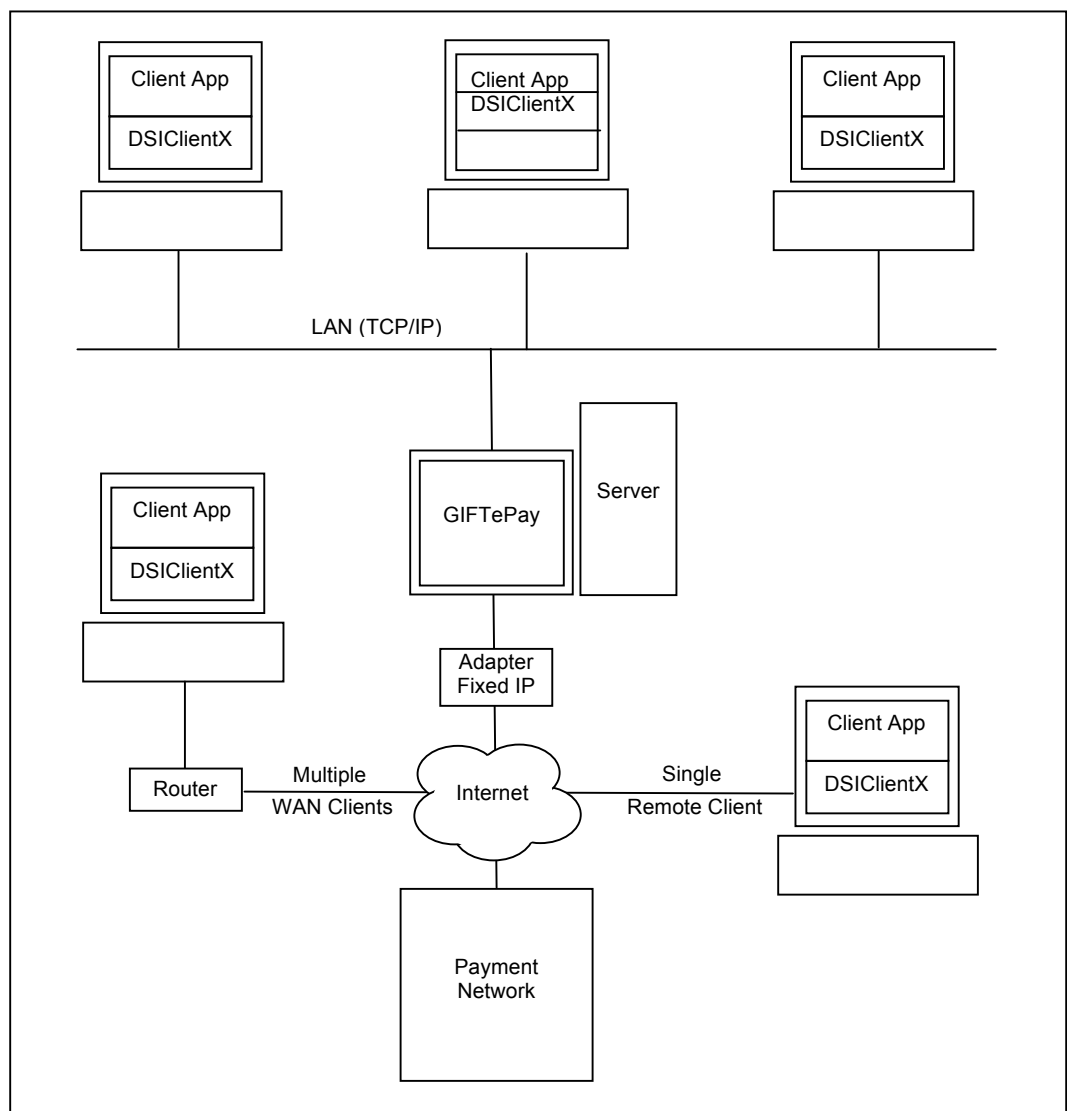 Client App
DSIClientX
Client App
DSIClientX
Client App
DSIClientX
LAN (TCP/IP)
GIFTePay
Server
Client App
DSIClientX
Adapter
Fixed IP
Router
Multiple
WAN Clients
Internet
Single
Remote Client
Client App
DSIClientX
Payment
Network